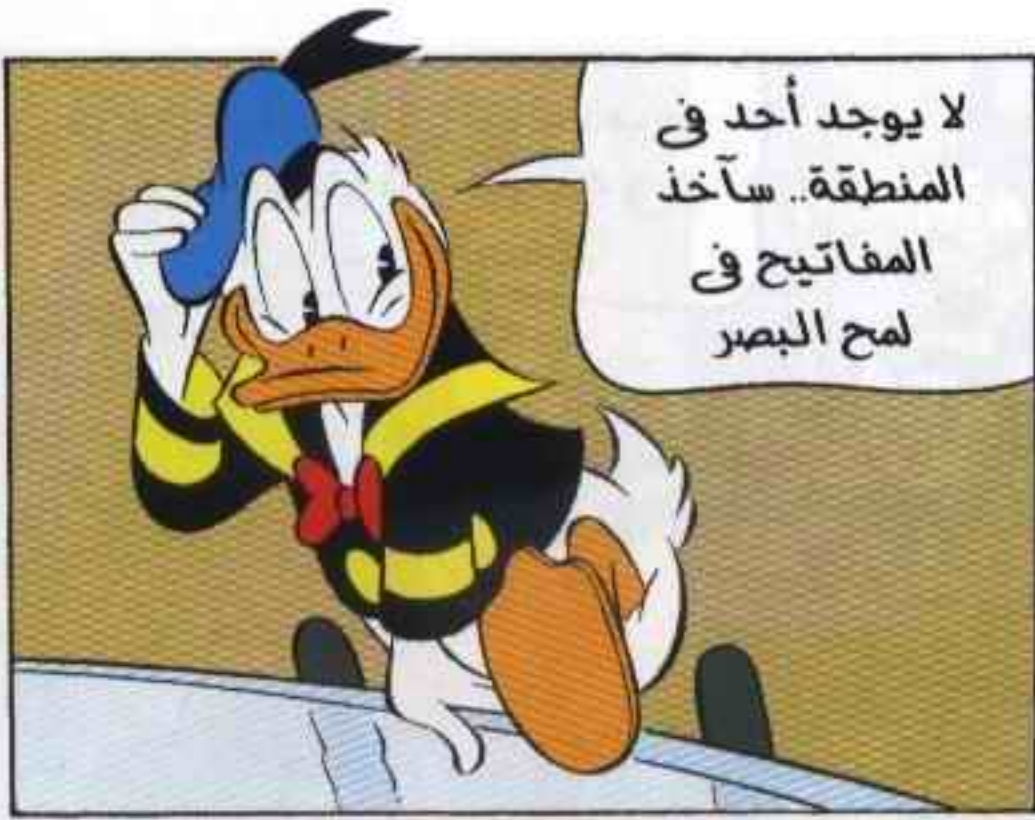 لا يوجد أحد فى
المنطقة.. سآخذ
المفاتيح فى
لمح البصر